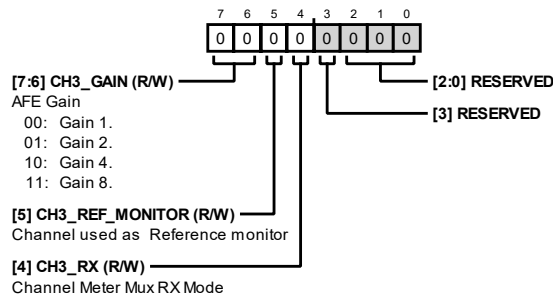 7 6 5 4 3 2 1 0
0 0 0 0 0 0 0 0
[7:6] CH3_GAIN (R/W)
[2:0] RESERVED
AFE Gain
[3] RESERVED
00: Gain 1.
01: Gain 2.
10: Gain 4.
11: Gain 8.
[5] CH3_REF_MONITOR (R/W)
Channel used as Reference monitor
[4] CH3_RX (R/W)
Channel Meter Mux RX Mode